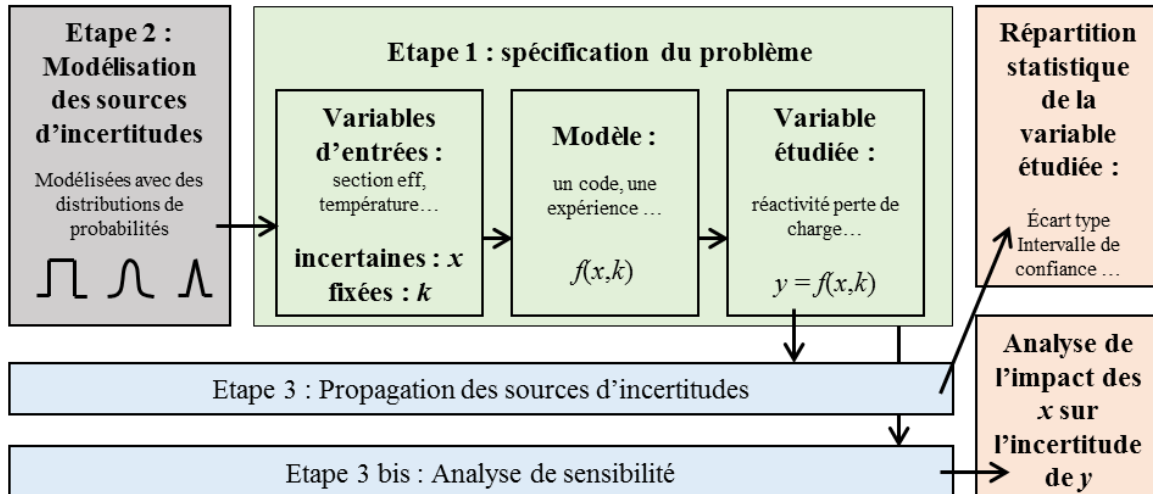 Etape 2 :
Modélisation
des sources
d'incertitudes
Modélisées avec des
distributions de
probabilités
Etape 1 : spécification du problème
Variables
d'entrées :
section eff,
température…
incertaines : x
fixées : k
Modèle :
un code, une
expérience …
f(x,k)
Variable
étudiée :
réactivité perte de
charge…
y = f(x,k)
Répartition
statistique
de la
variable
étudiée :
Écart type
Intervalle de
confiance …
Etape 3 : Propagation des sources d'incertitudes
Etape 3 bis : Analyse de sensibilité
Analyse de
l'impact des
x sur
l'incertitude
de y